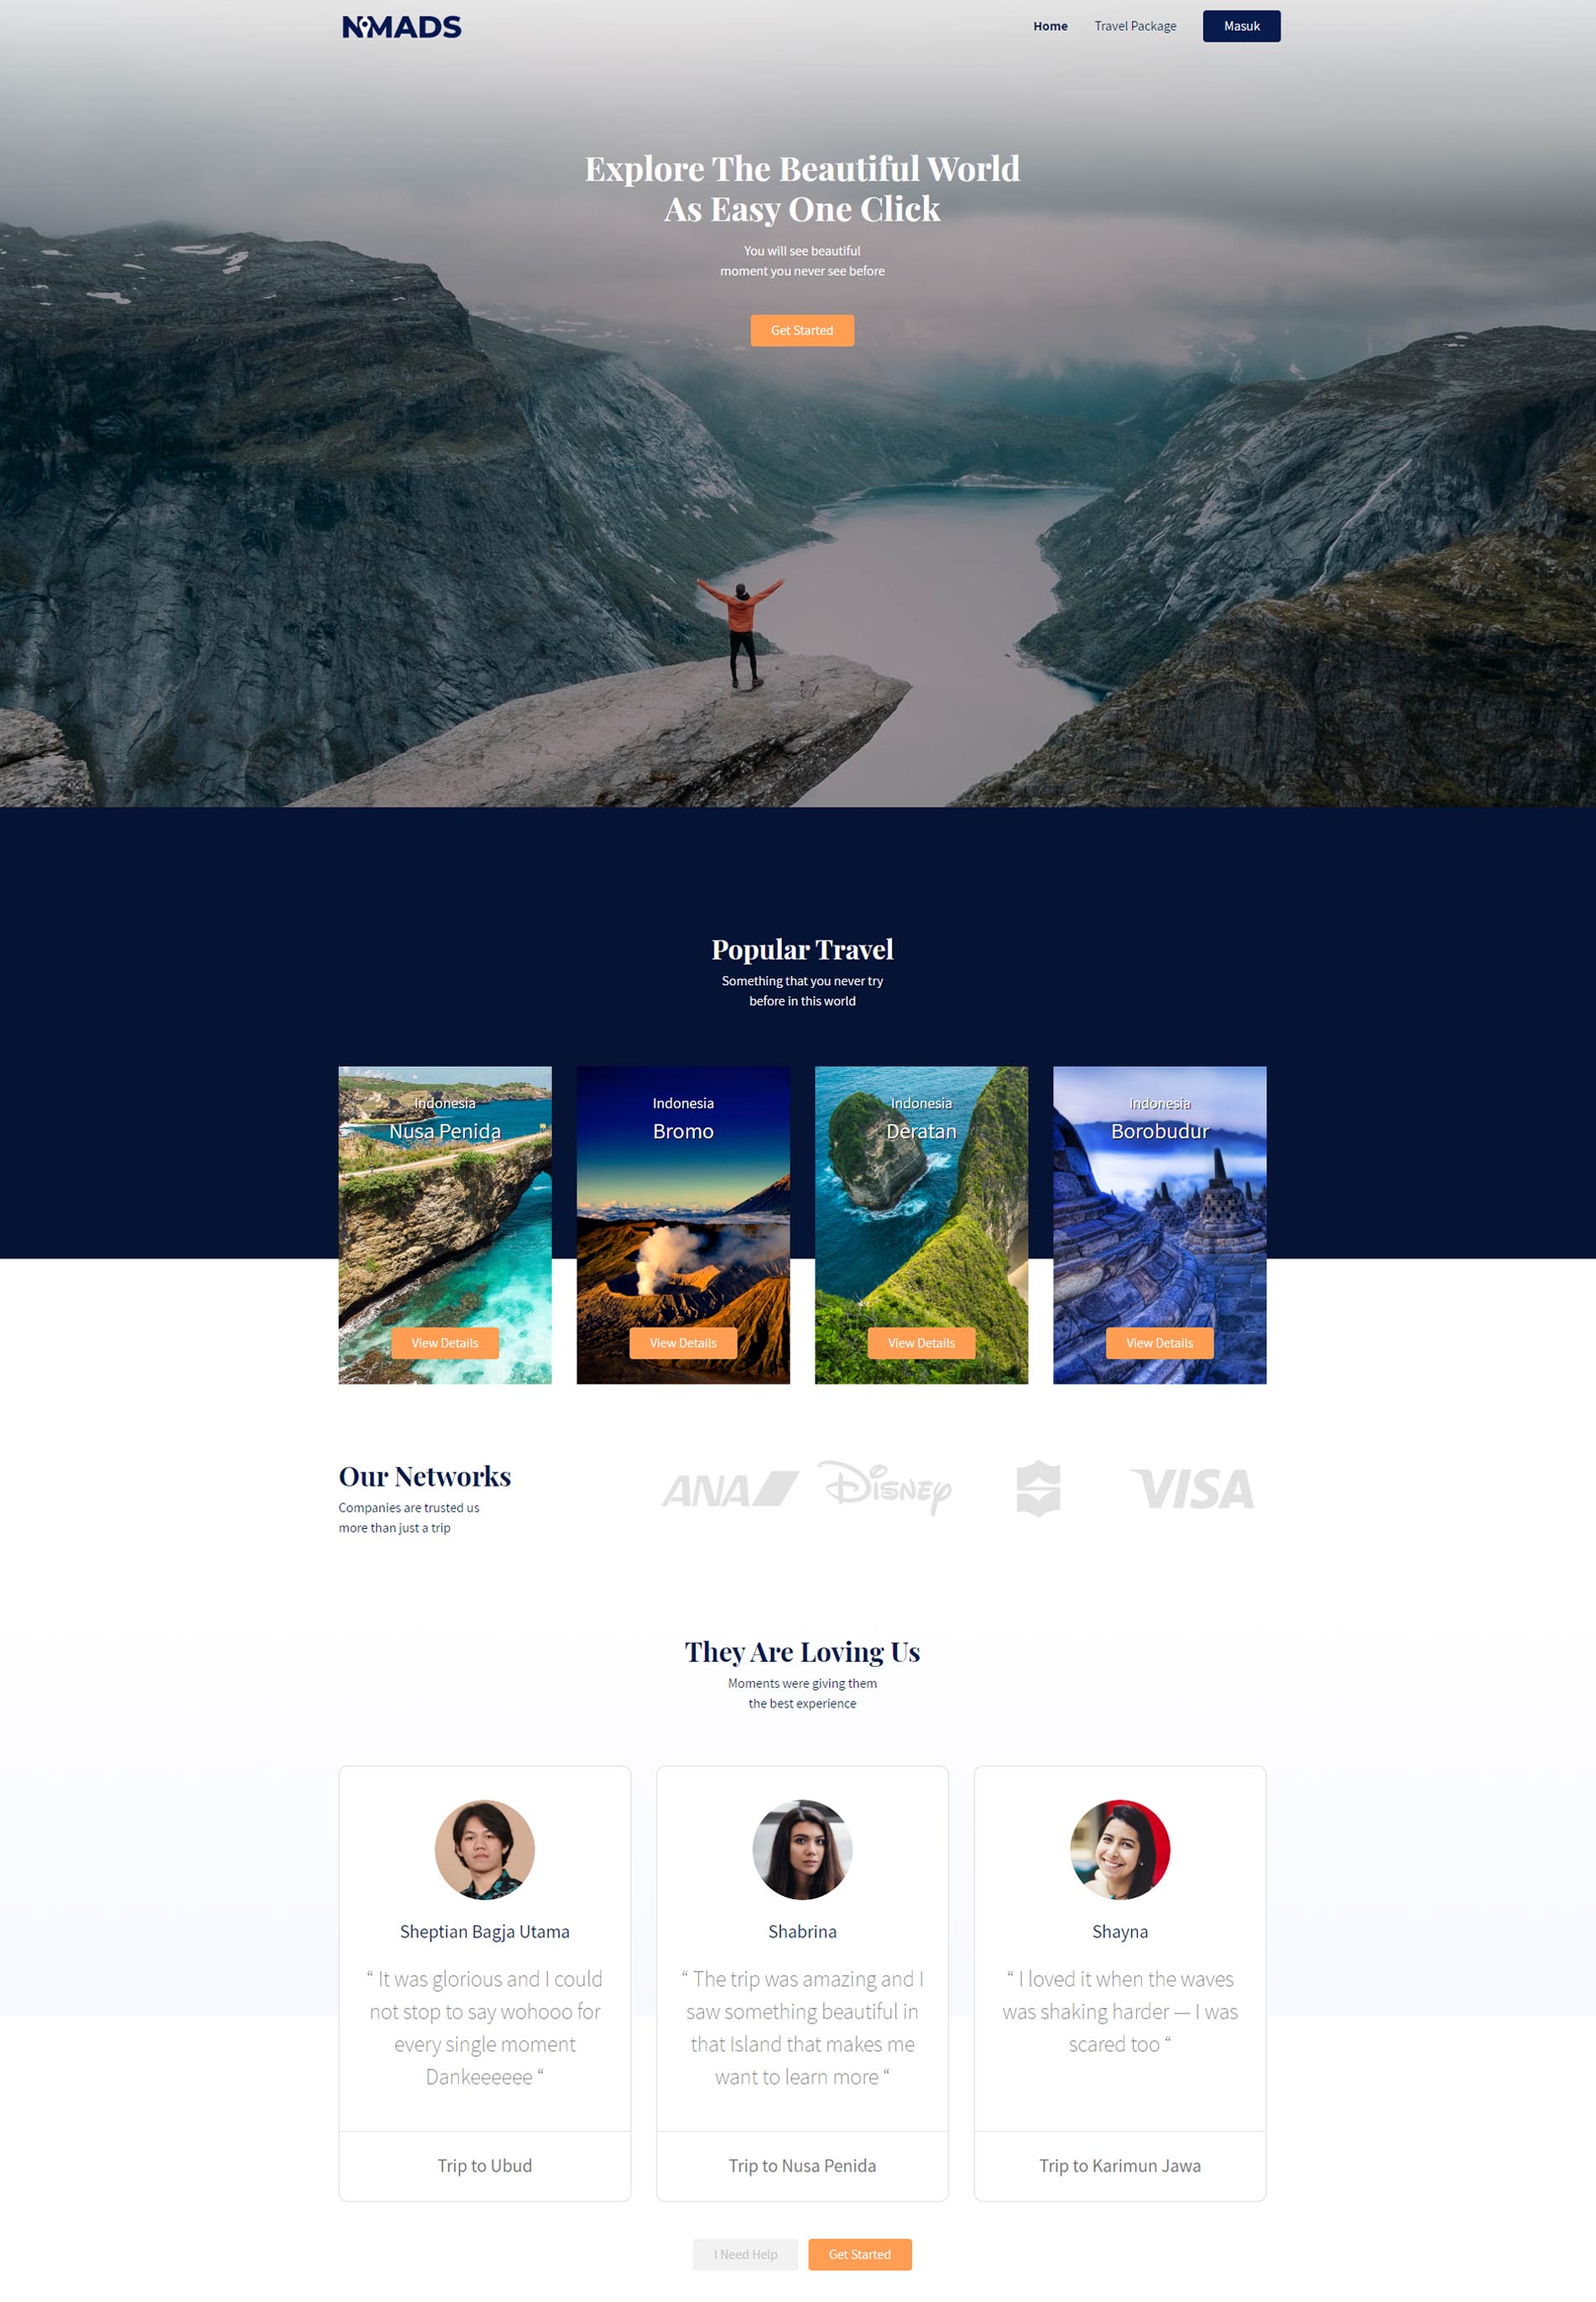 NOMADS
Home
Travel Package
Masuk
Explore The Beautiful World
As Easy One Click
You will see beautiful
moment you never see before
Get Started
Popular Travel
Something that you never try
before in this world
Indonesia
Nusa Penida
View Details
Indonesia
Bromo
View Details
Indonesia
Deratan
View Details
Indonesia
Borobudur
View Details
Our Networks
Companies are trusted us
more than just a trip
ANA
Disney
VISA
They Are Loving Us
Moments were giving them
the best experience
Sheptian Bagja Utama
“ It was glorious and I could
not stop to say wohooo for
every single moment
Dankeeeeee “
Trip to Ubud
Shabrina
“ The trip was amazing and I
saw something beautiful in
that Island that makes me
want to learn more “
Trip to Nusa Penida
Shayna
“ I loved it when the waves
was shaking harder — I was
scared too “
Trip to Karimun Jawa
I Need Help
Get Started